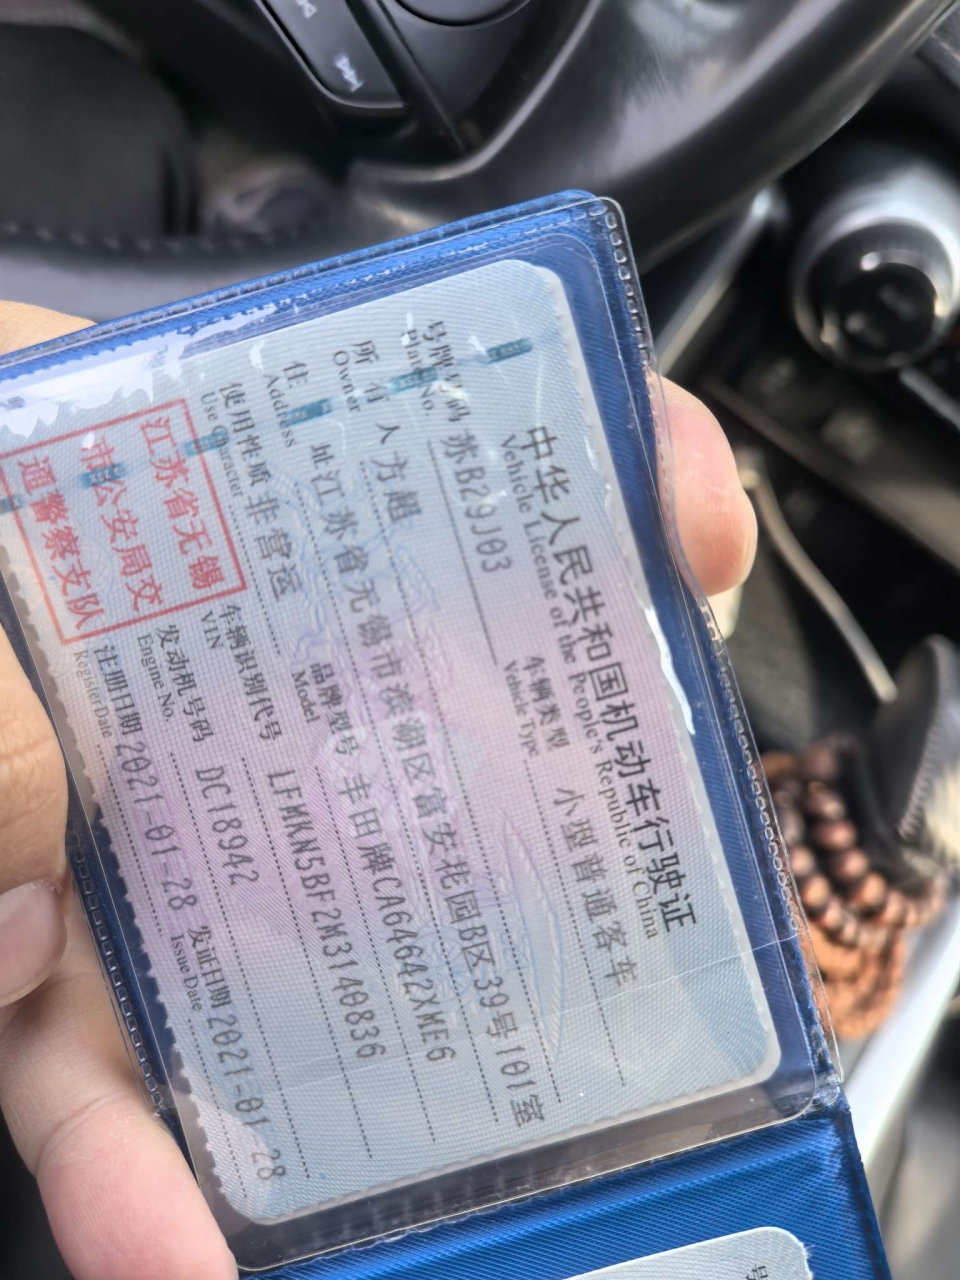 中华人民共和国机动车行驶证
Vehicle License of the People's Republic of China
号牌号码 苏B29J03 车辆类型 小型普通客车
Plate No. Vehicle Type
所有人 方超
Owner
住址 江苏省无锡市滨湖区富安花园B区39号101室
Address
使用性质 非营运 品牌型号 丰田牌CA64642XME6
Use Character Model
车辆识别代号 LFMKN5BF2M3140836
VIN
发动机号码 DC18942
Engine No.
注册日期 2021-01-28 发证日期 2021-01-28
Register Date Issue Date
江苏省无锡
市公安局交
通警察支队
号